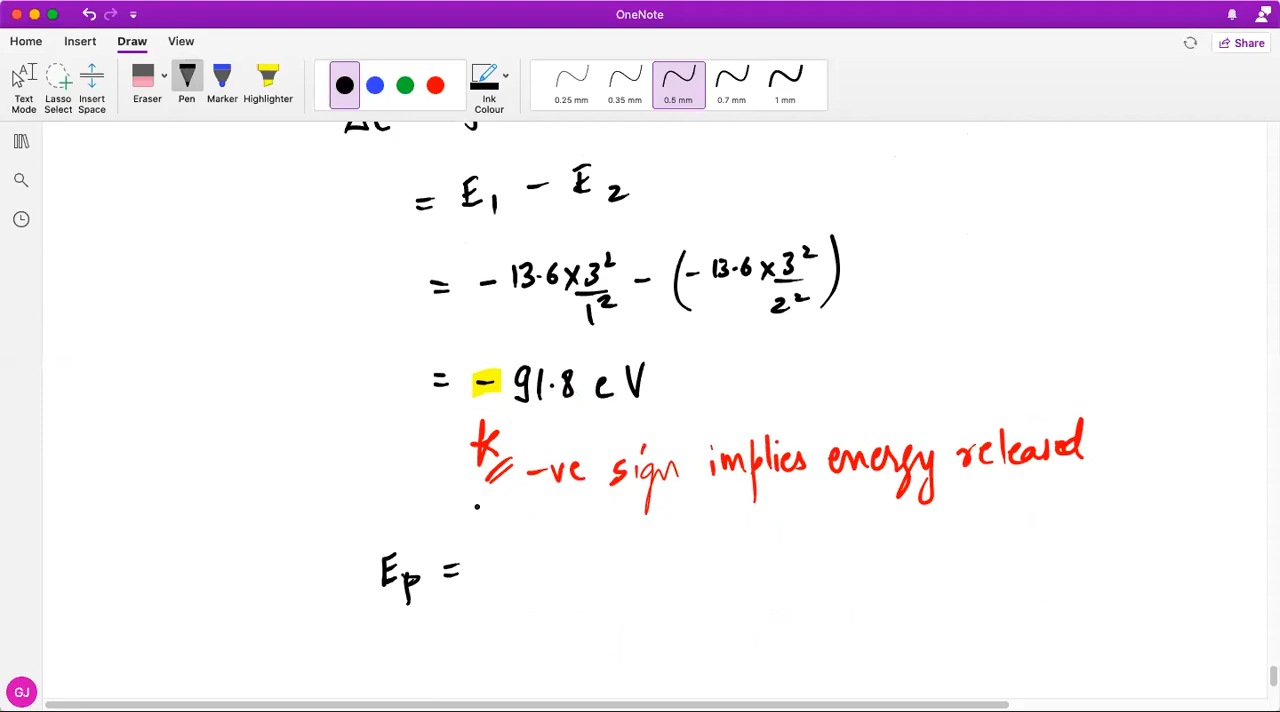 OneNote
Home Insert Draw View
Share
Text Mode
Lasso Select
Insert Space
Eraser
Pen
Marker
Highlighter
Ink Colour
0.25 mm
0.35 mm
0.5 mm
0.7 mm
1 mm
= E₁ - E₂
= - 13.6 x 3²/1² - (- 13.6 x 3²/2²)
= - 91.8 eV
-ve sign implies energy released
Ep =
GJ